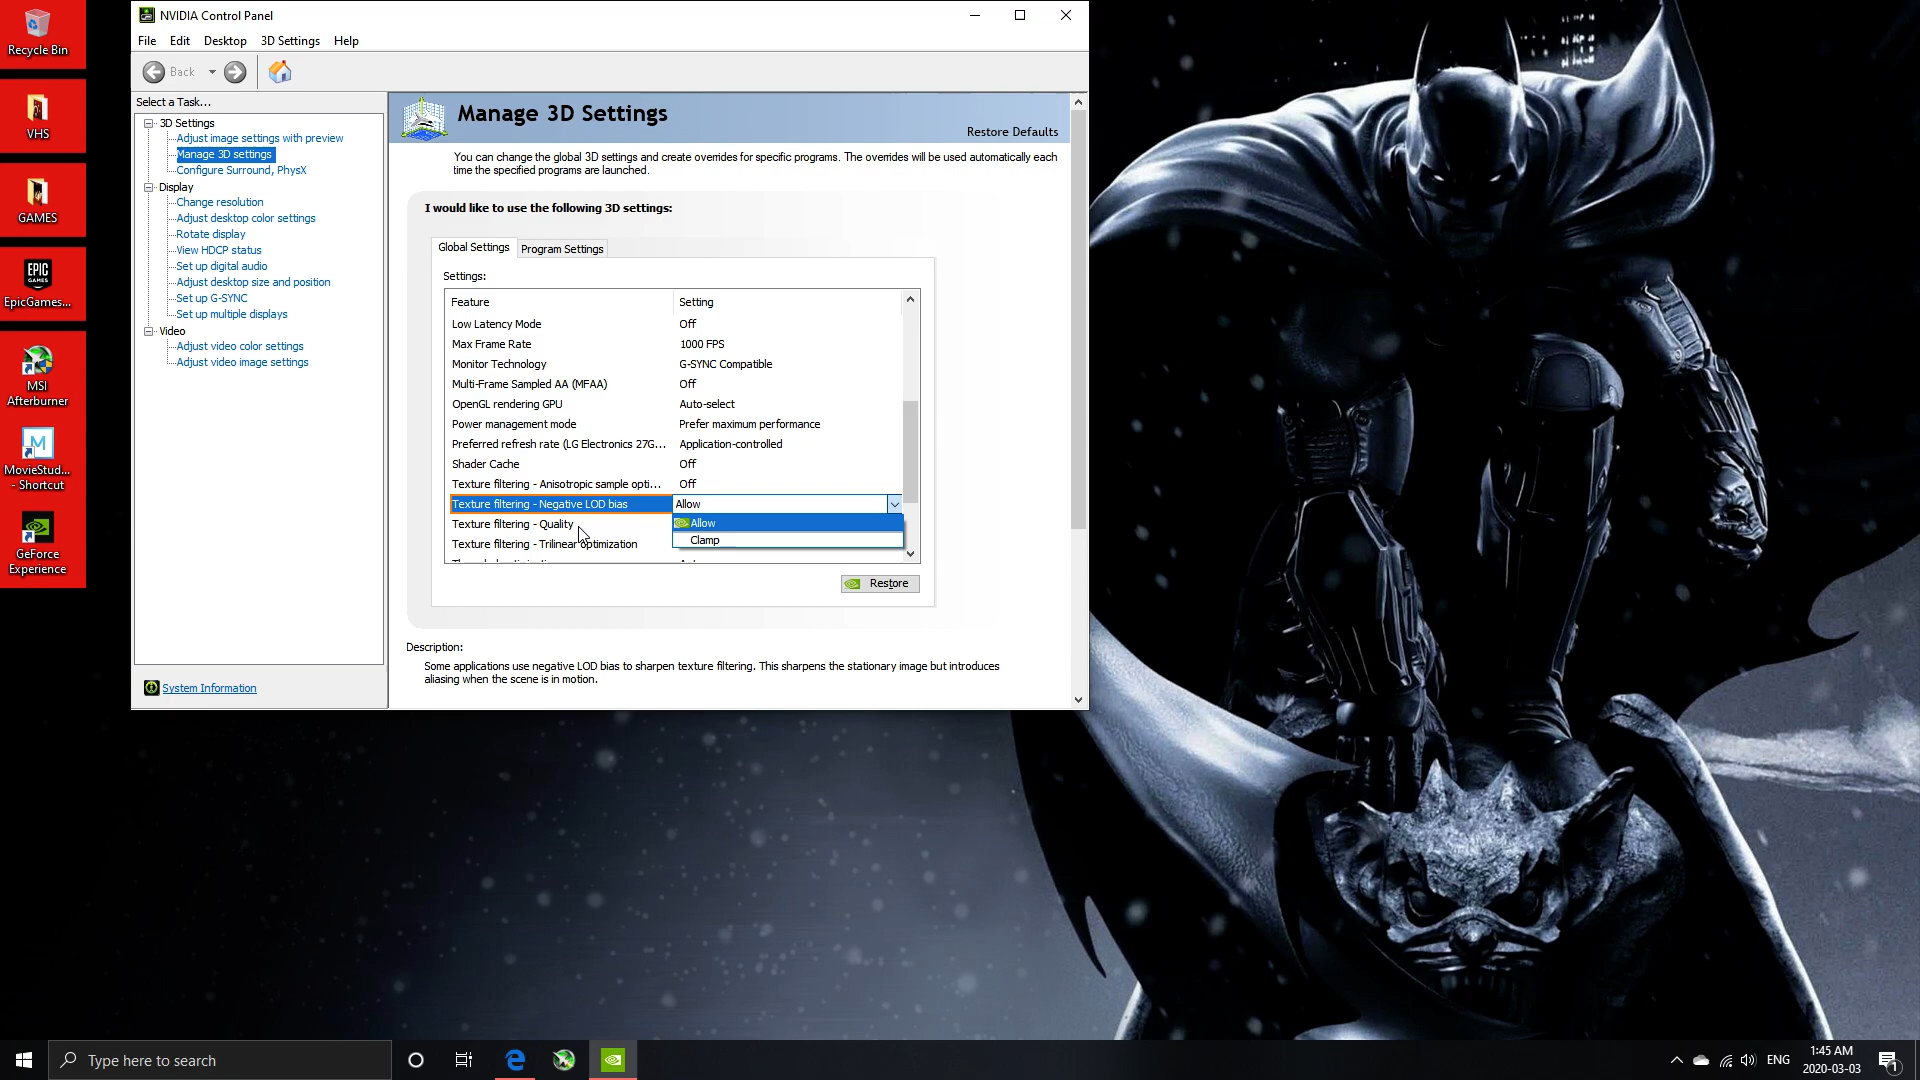 Recycle Bin
VHS
GAMES
EPIC
GAMES
EpicGames...
MSI
Afterburner
M
MovieStud...
- Shortcut
GeForce
Experience
NVIDIA Control Panel
File Edit Desktop 3D Settings Help
Back
Select a Task...
3D Settings
Adjust image settings with preview
Manage 3D settings
Configure Surround, PhysX
Display
Change resolution
Adjust desktop color settings
Rotate display
View HDCP status
Set up digital audio
Adjust desktop size and position
Set up G-SYNC
Set up multiple displays
Video
Adjust video color settings
Adjust video image settings
System Information
Manage 3D Settings
Restore Defaults
You can change the global 3D settings and create overrides for specific programs. The overrides will be used automatically each
time the specified programs are launched.
I would like to use the following 3D settings:
Global Settings Program Settings
Settings:
Feature Setting
Low Latency Mode Off
Max Frame Rate 1000 FPS
Monitor Technology G-SYNC Compatible
Multi-Frame Sampled AA (MFAA) Off
OpenGL rendering GPU Auto-select
Power management mode Prefer maximum performance
Preferred refresh rate (LG Electronics 27G... Application-controlled
Shader Cache Off
Texture filtering - Anisotropic sample opti... Off
Texture filtering - Negative LOD bias Allow
Texture filtering - Quality Allow
Texture filtering - Trilinear optimization Clamp
Restore
Description:
Some applications use negative LOD bias to sharpen texture filtering. This sharpens the stationary image but introduces
aliasing when the scene is in motion.
Type here to search
ENG
1:45 AM
2020-03-03
1